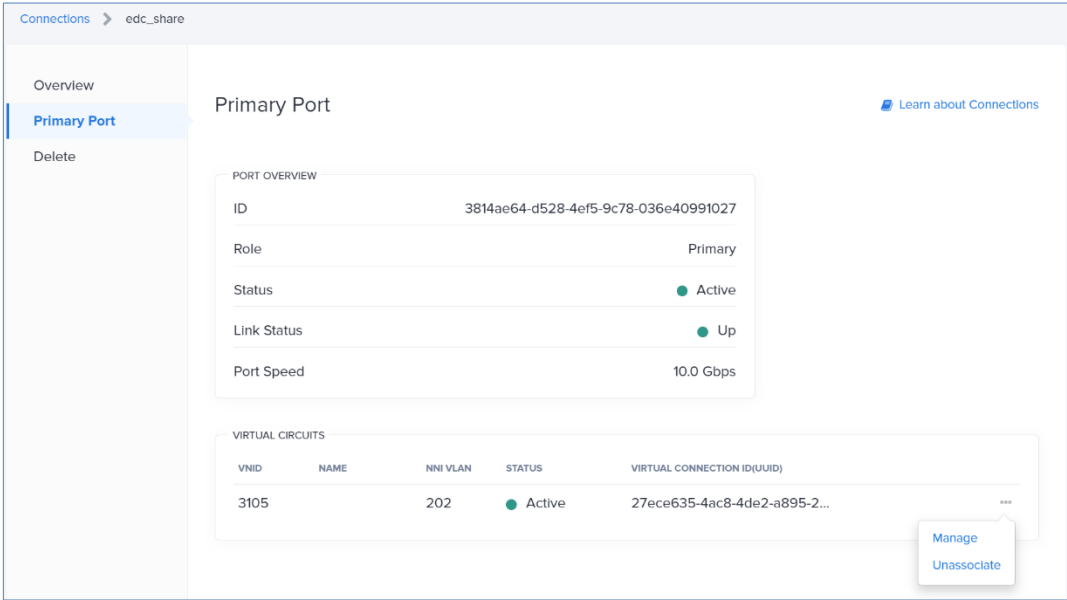 Connections > edc_share
Overview
Primary Port
Delete
Primary Port
Learn about Connections
PORT OVERVIEW
ID 3814ae64-d528-4ef5-9c78-036e40991027
Role Primary
Status Active
Link Status Up
Port Speed 10.0 Gbps
VIRTUAL CIRCUITS
VNID NAME NNI VLAN STATUS VIRTUAL CONNECTION ID(UUID)
3105 202 Active 27ece635-4ac8-4de2-a895-2...
Manage
Unassociate